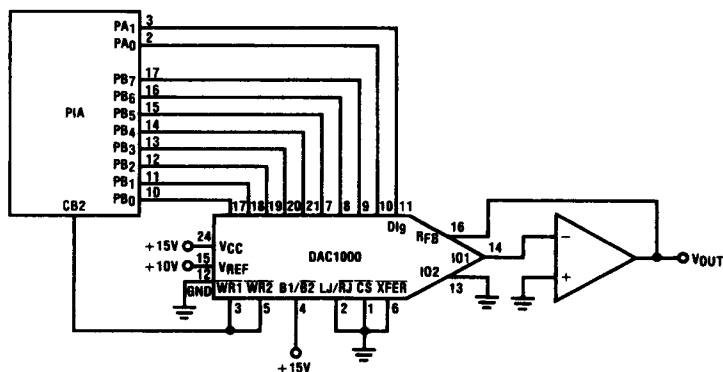 PIA
PA1 3
PA0 2
PB7 17
PB6 16
PB5 15
PB4 14
PB3 13
PB2 12
PB1 11
PB0 10
CB2
17 18 19 20 21 7 8 9 10 11
DI9
+15V 24 VCC
+10V 15 VREF
12 GND
DAC1000
RFB 16
IO1 14
IO2 13
WR1 WR2 B1/B2 LJ/RJ CS XFER
3 5 4 2 1 6
+15V
−
+
VOUT